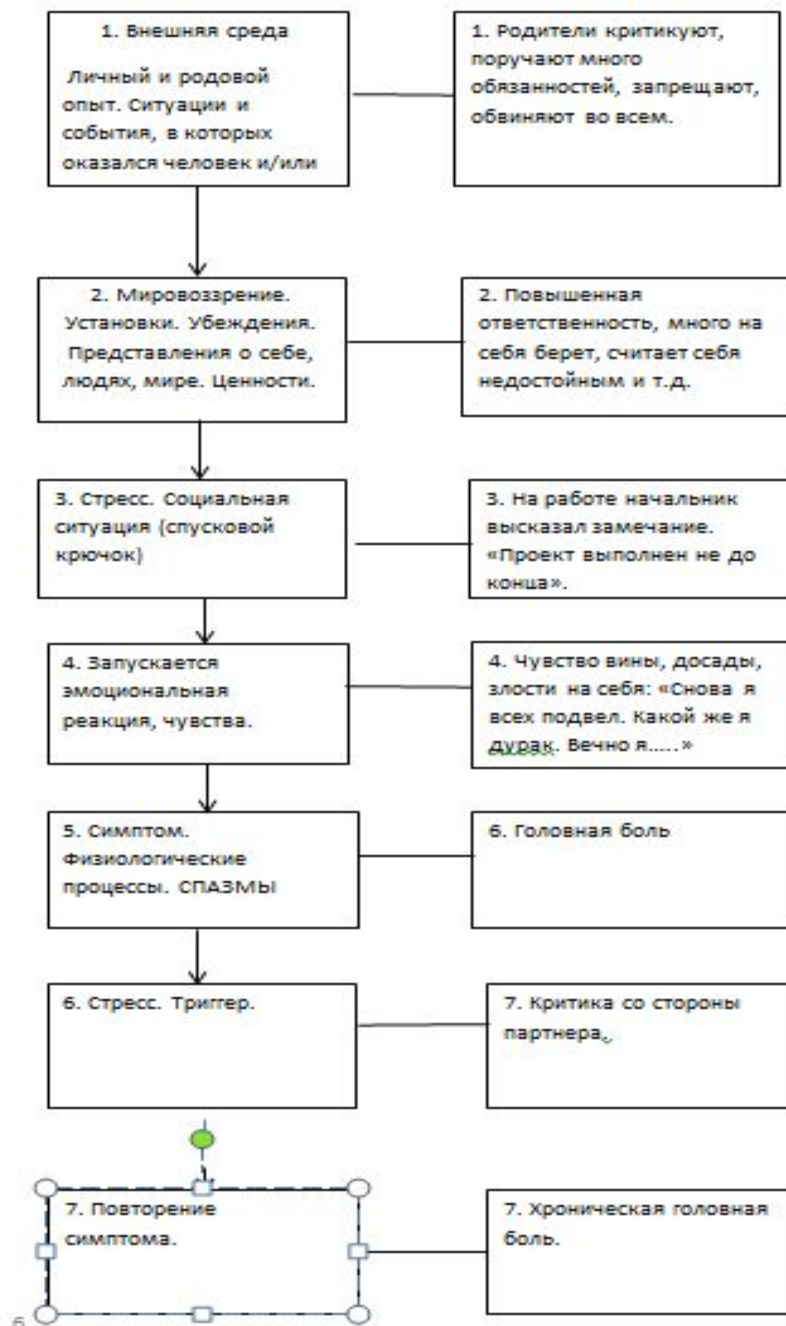 1. Внешняя среда
Личный и родовой
опыт. Ситуации и
события, в которых
оказался человек и/или
1. Родители критикуют,
поручают много
обязанностей, запрещают,
обвиняют во всем.
2. Мировоззрение.
Установки. Убеждения.
Представления о себе,
людях, мире. Ценности.
2. Повышенная
ответственность, много на
себя берет, считает себя
недостойным и т.д.
3. Стресс. Социальная
ситуация (спусковой
крючок)
3. На работе начальник
высказал замечание.
«Проект выполнен не до
конца».
4. Запускается
эмоциональная
реакция, чувства.
4. Чувство вины, досады,
злости на себя: «Снова я
всех подвел. Какой же я
дурак. Вечно я.....»
5. Симптом.
Физиологические
процессы. СПАЗМЫ
6. Головная боль
6. Стресс. Триггер.
7. Критика со стороны
партнера.
7. Повторение
симптома.
7. Хроническая головная
боль.